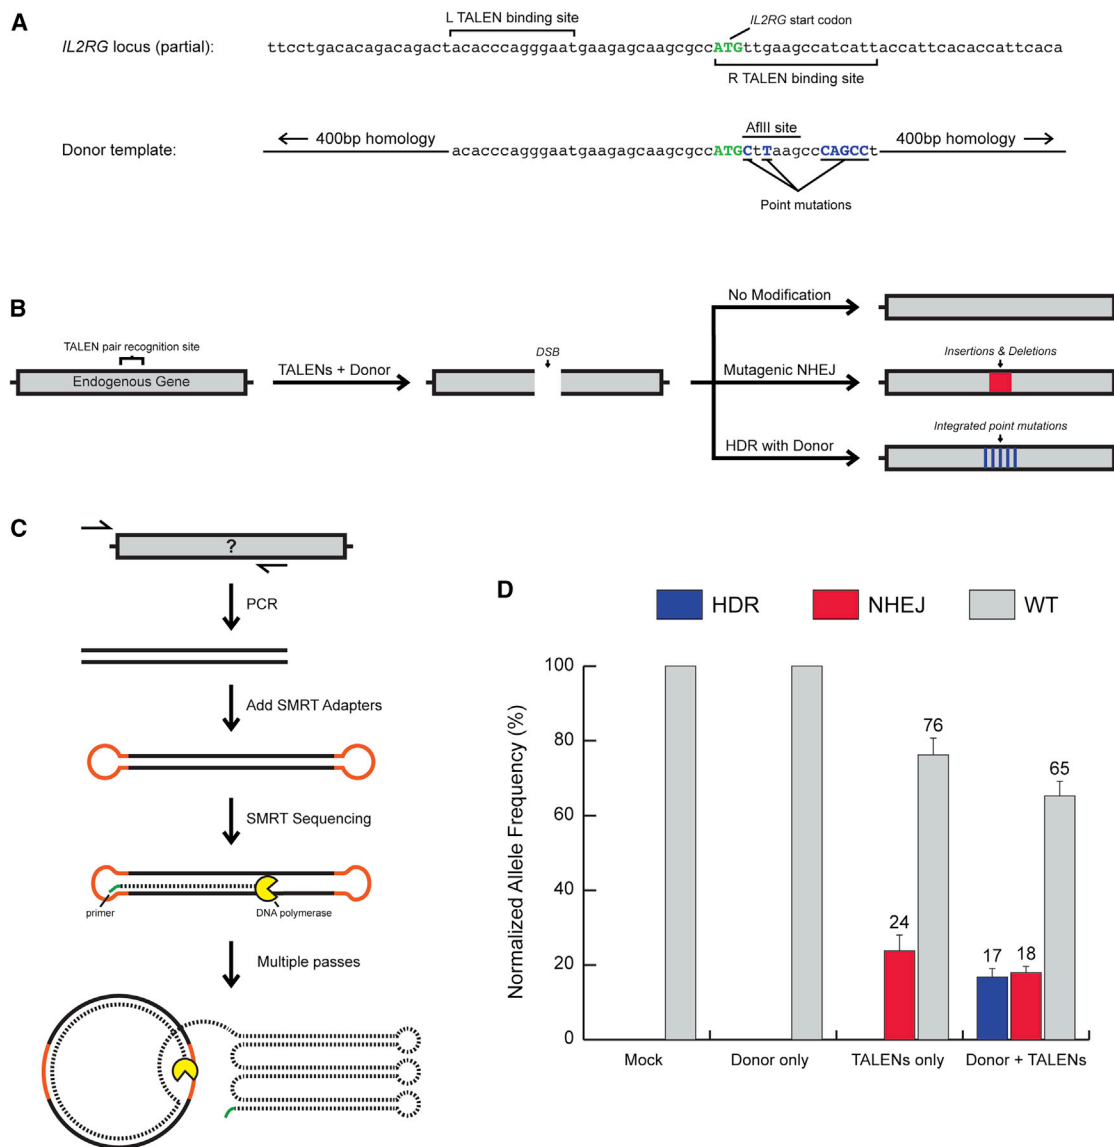 A
L TALEN binding site
IL2RG start codon
IL2RG locus (partial):
ttcctgacacagacagactacacccagggaatgaagagcaagcgccATGttgaagccatcattaccattcacaccattcaca
R TALEN binding site
AflII site
400bp homology
400bp homology
Donor template:
acacccagggaatgaagagcaagcgccATGCtTaagccCAGCCt
Point mutations
B
No Modification
TALEN pair recognition site
DSB
Insertions & Deletions
Endogenous Gene
TALENs + Donor
Mutagenic NHEJ
Integrated point mutations
HDR with Donor
C
?
PCR
Add SMRT Adapters
SMRT Sequencing
primer
DNA polymerase
Multiple passes
D
HDR
NHEJ
WT
Normalized Allele Frequency (%)
100
80
60
40
20
0
76
65
24
17
18
Mock
Donor only
TALENs only
Donor + TALENs